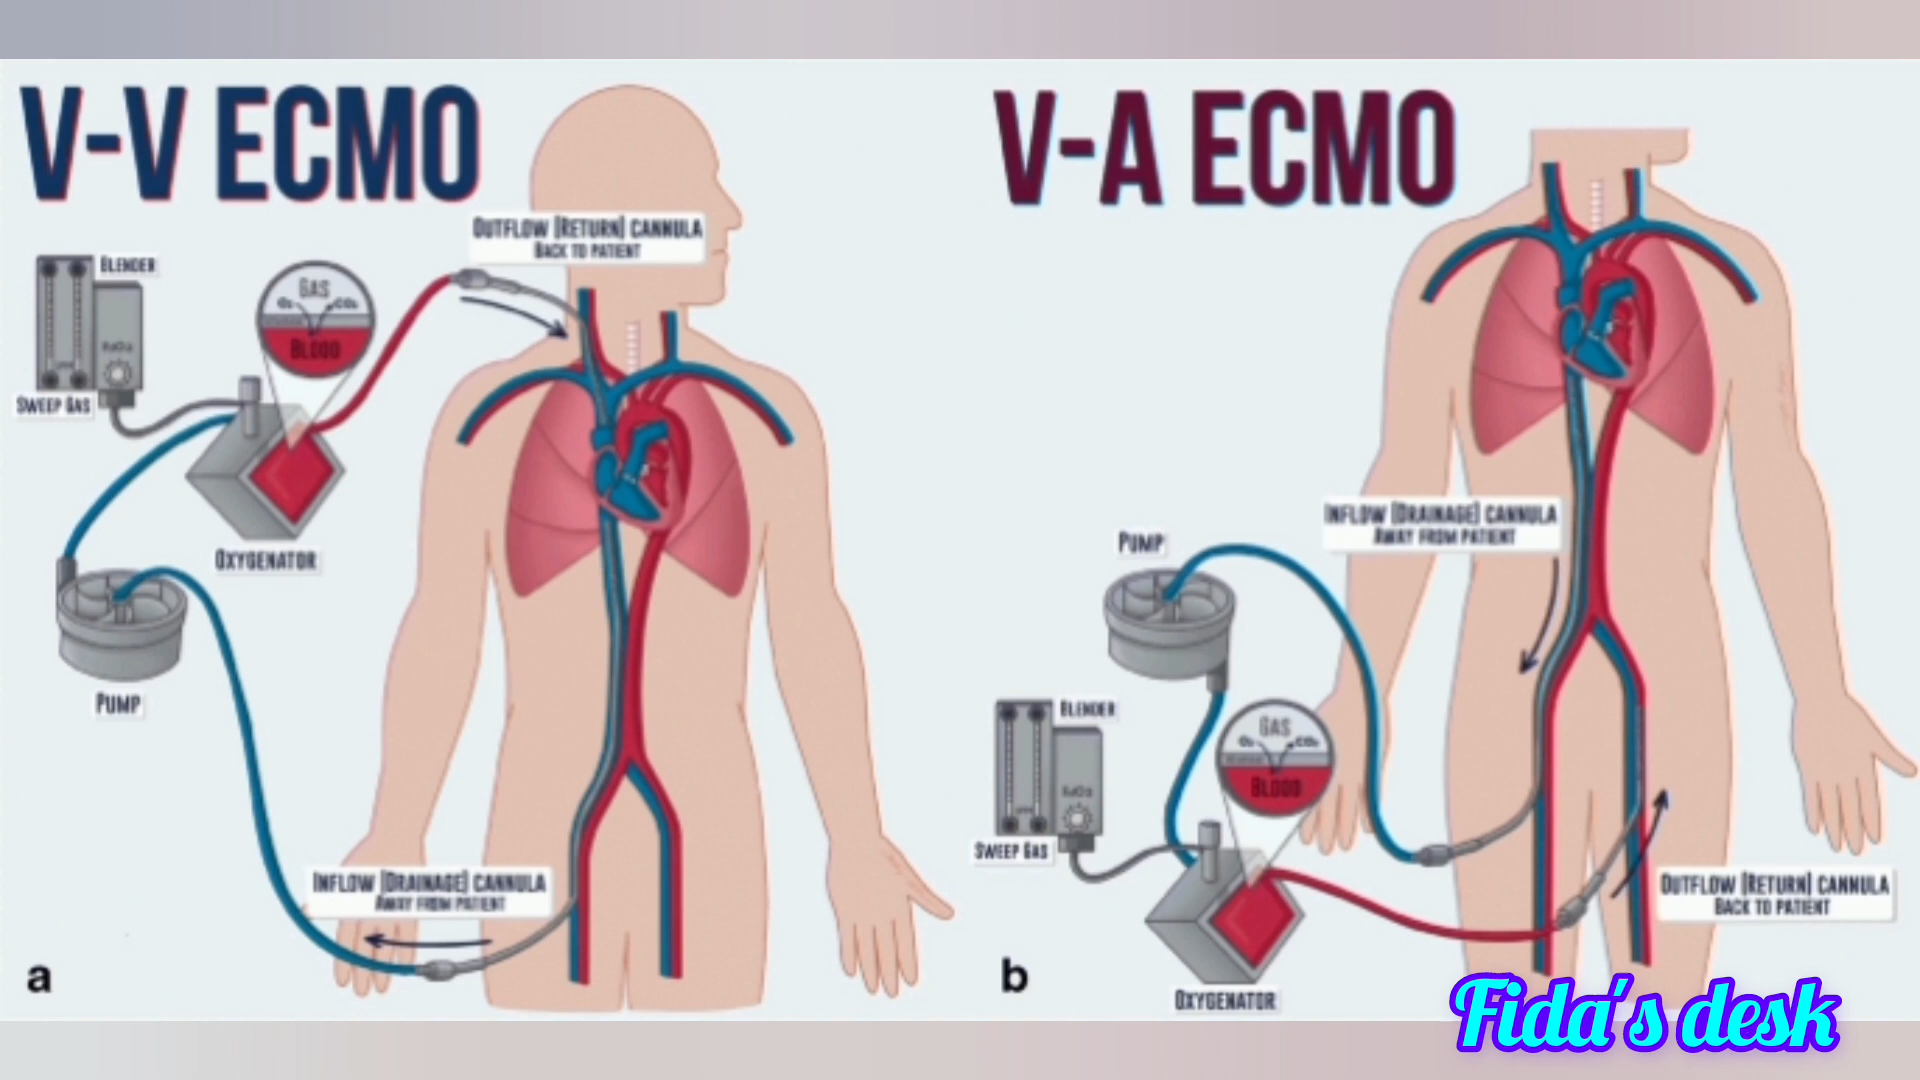 V-V ECMO
OUTFLOW (RETURN) CANNULA
BACK TO PATIENT
BLENDER
GAS
O₂
CO₂
BLOOD
FdO2
SWEEP GAS
OXYGENATOR
PUMP
INFLOW (DRAINAGE) CANNULA
AWAY FROM PATIENT
a
V-A ECMO
INFLOW (DRAINAGE) CANNULA
AWAY FROM PATIENT
PUMP
BLENDER
GAS
O₂
CO₂
BLOOD
FdO2
SWEEP GAS
OUTFLOW (RETURN) CANNULA
BACK TO PATIENT
OXYGENATOR
b
Fida's desk